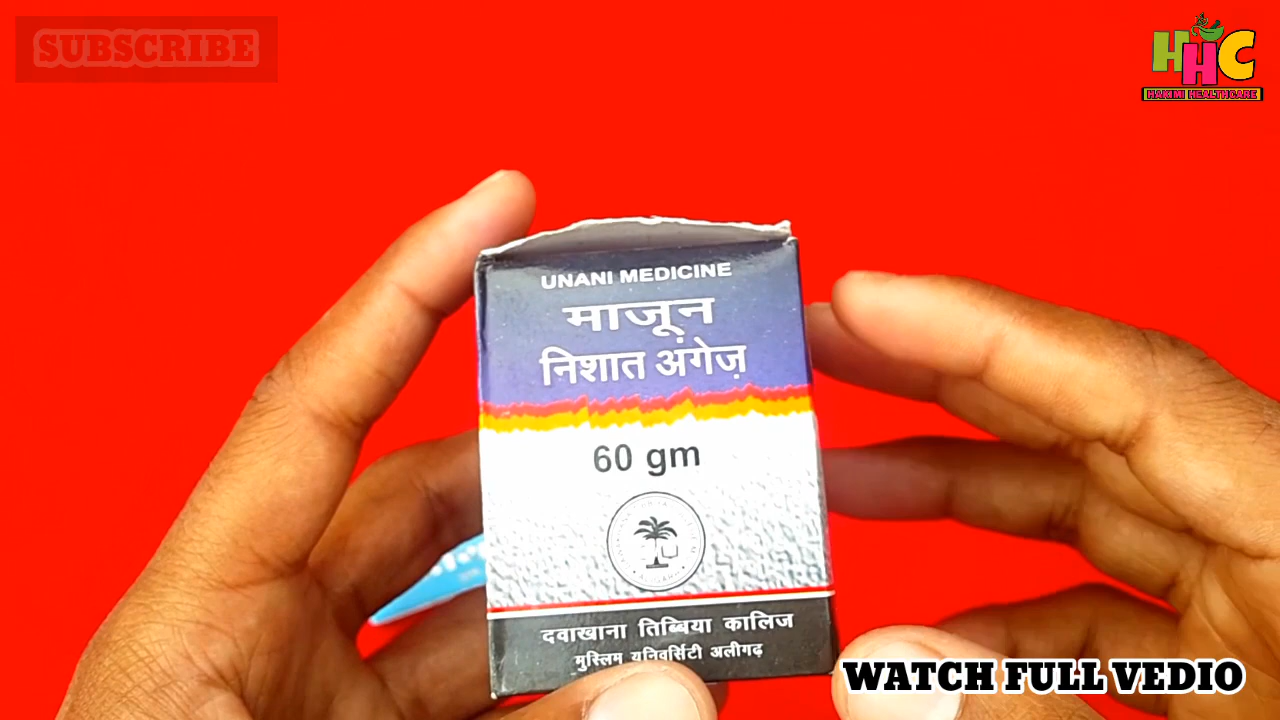 SUBSCRIBE
HHC
HAKIMI HEALTHCARE
UNANI MEDICINE
माजून
निशात अंगेज़
60 gm
दवाखाना तिब्बिया कालिज
मुस्लिम यूनिवर्सिटी अलीगढ़
WATCH FULL VEDIO